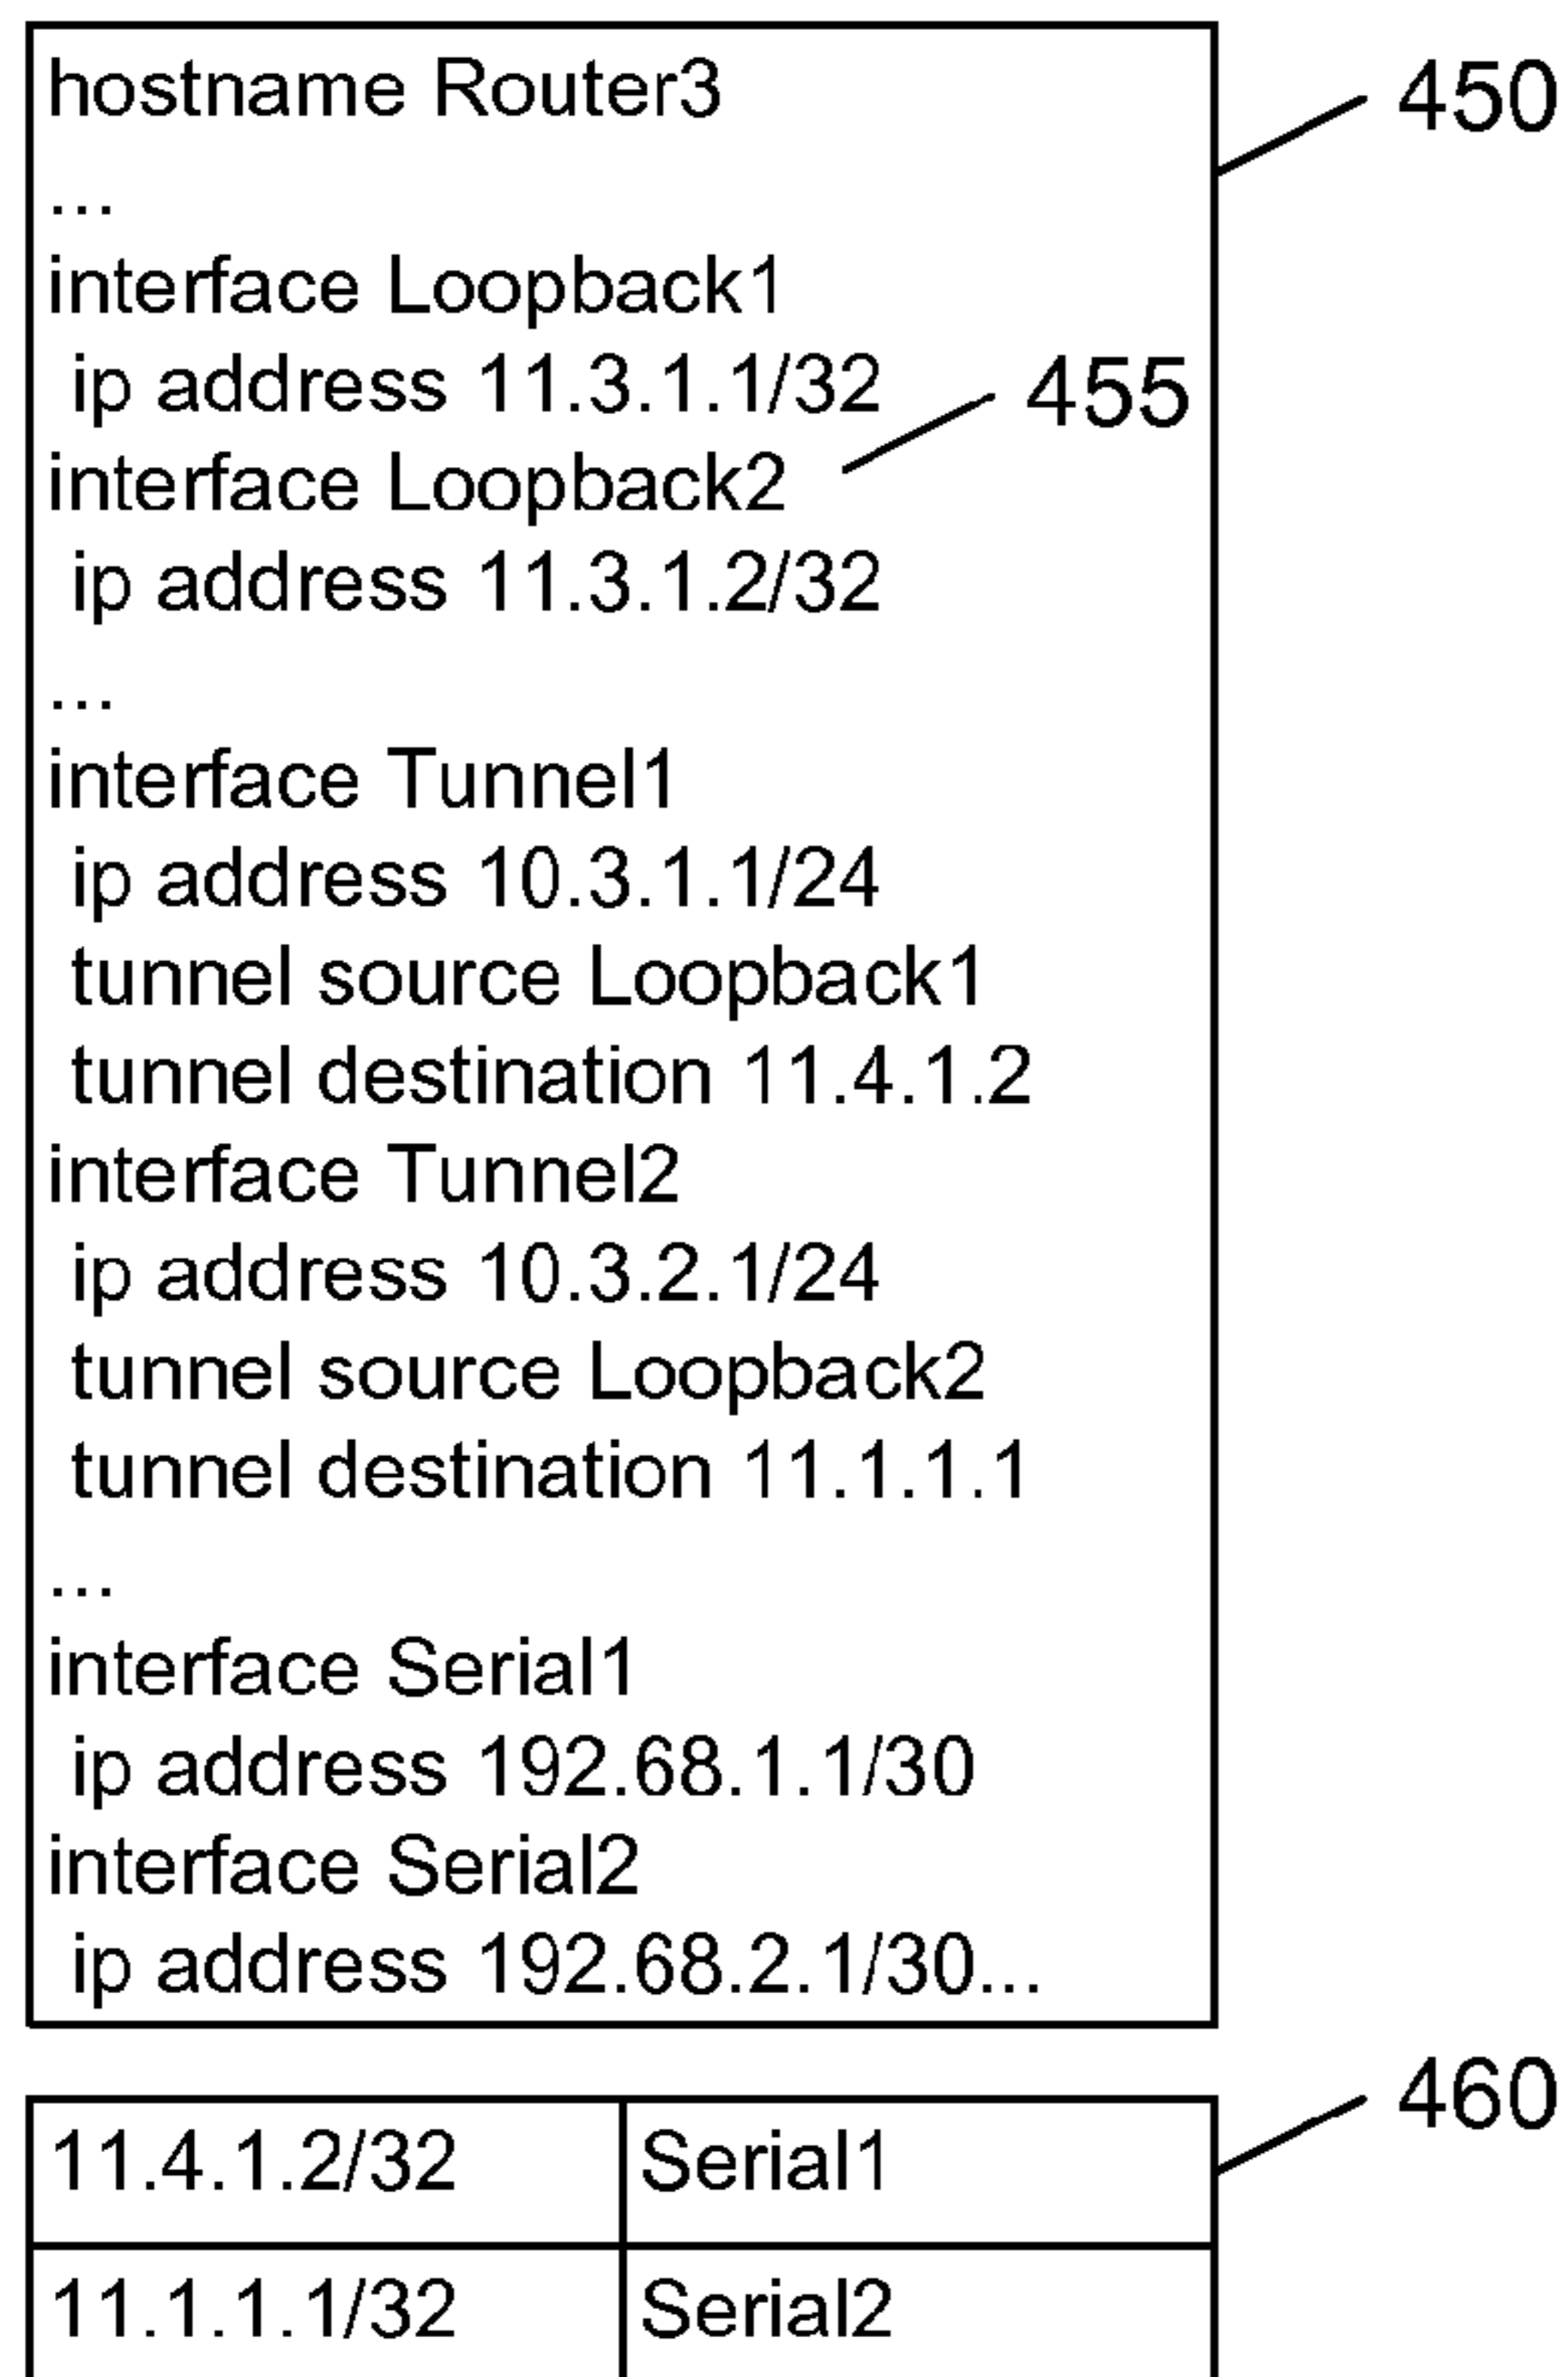 hostname Router3
450
...
interface Loopback1
ip address 11.3.1.1/32
455
interface Loopback2
ip address 11.3.1.2/32
...
interface Tunnel1
ip address 10.3.1.1/24
tunnel source Loopback1
tunnel destination 11.4.1.2
interface Tunnel2
ip address 10.3.2.1/24
tunnel source Loopback2
tunnel destination 11.1.1.1
...
interface Serial1
ip address 192.68.1.1/30
interface Serial2
ip address 192.68.2.1/30...
460
11.4.1.2/32 Serial1
11.1.1.1/32 Serial2